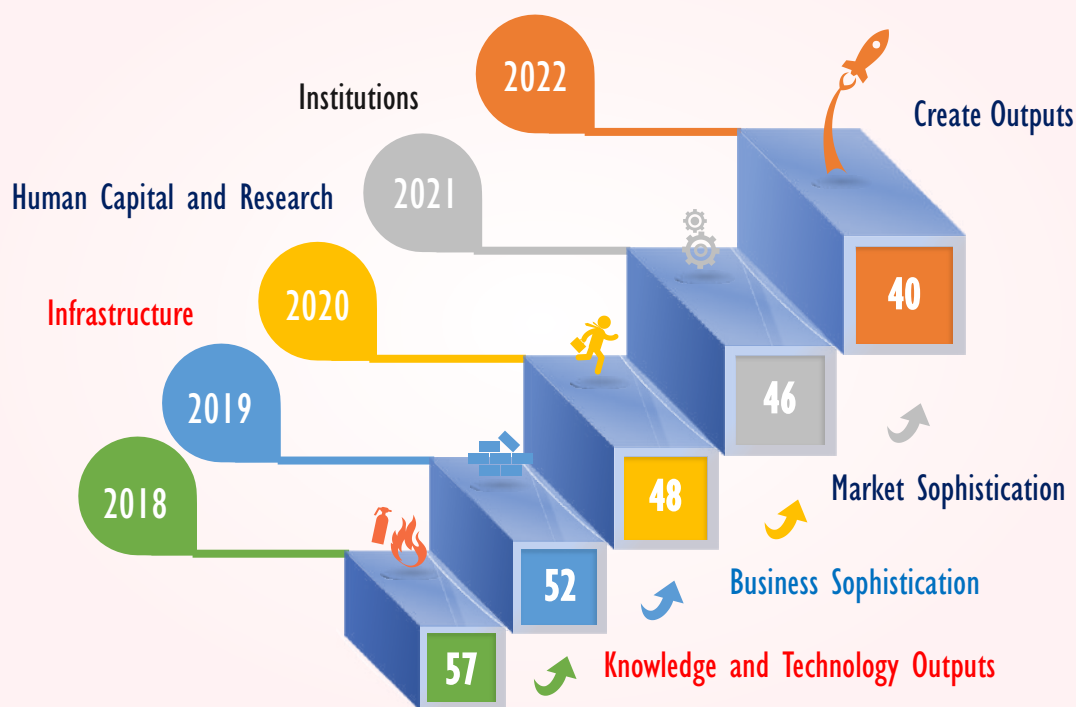 2022
Institutions
Create Outputs
2021
Human Capital and Research
2020
Infrastructure
40
2019
46
2018
48
Market Sophistication
52
Business Sophistication
57
Knowledge and Technology Outputs